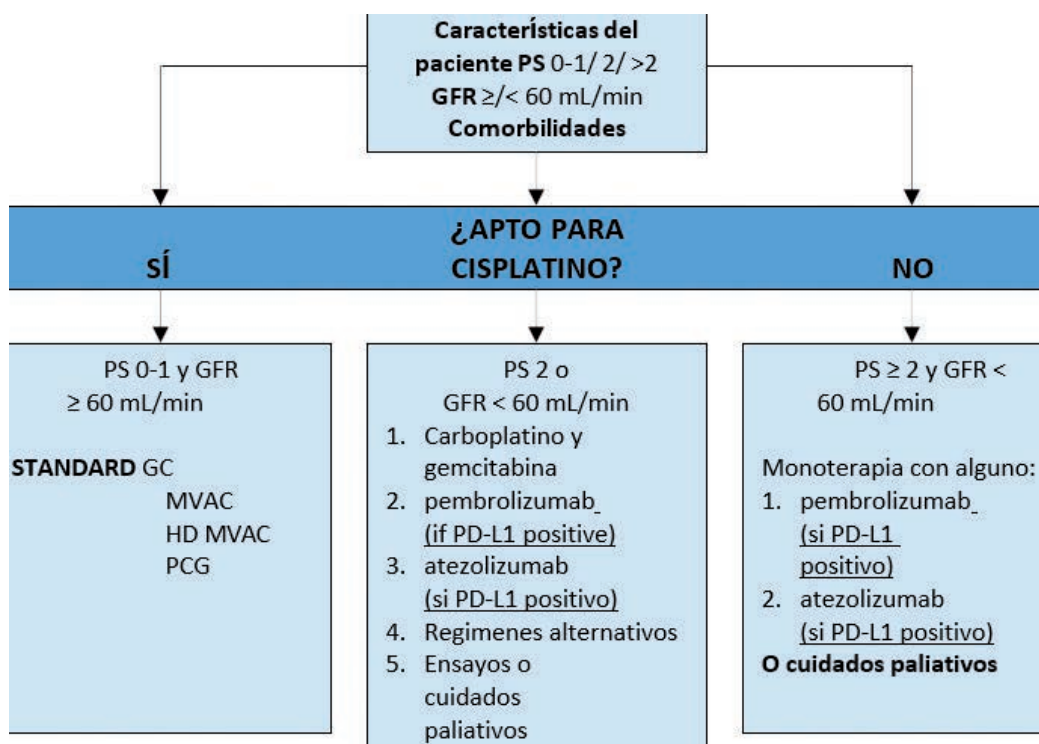 Características del
paciente PS 0-1/ 2/ >2
GFR ≥/< 60 mL/min
Comorbilidades
¿APTO PARA
SÍ CISPLATINO? NO
PS 0-1 y GFR
≥ 60 mL/min
STANDARD GC
MVAC
HD MVAC
PCG
PS 2 o
GFR < 60 mL/min
1. Carboplatino y
gemcitabina
2. pembrolizumab
(if PD-L1 positive)
3. atezolizumab
(si PD-L1 positivo)
4. Regimenes alternativos
5. Ensayos o
cuidados
paliativos
PS ≥ 2 y GFR <
60 mL/min
Monoterapia con alguno:
1. pembrolizumab
(si PD-L1
positivo)
2. atezolizumab
(si PD-L1 positivo)
O cuidados paliativos